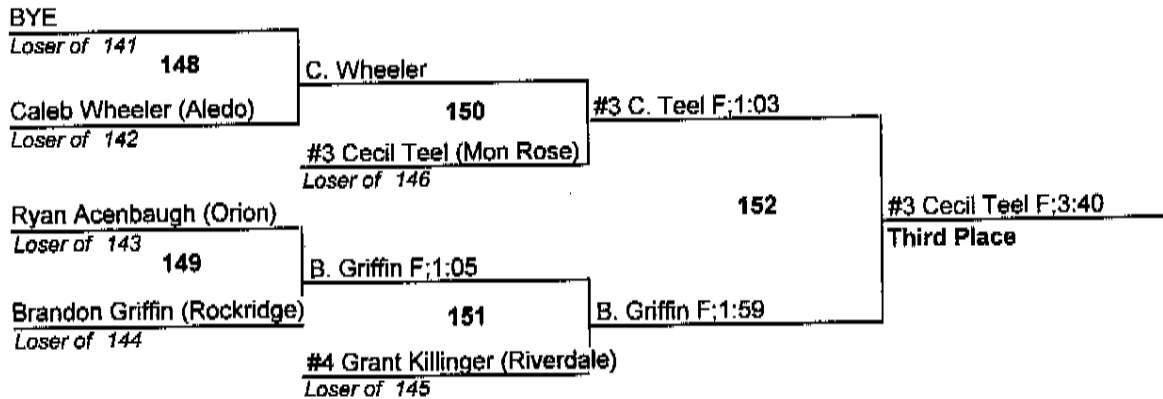 BYE
Loser of 141
148
C. Wheeler
Caleb Wheeler (Aledo)
Loser of 142
150
#3 C. Teel F;1:03
#3 Cecil Teel (Mon Rose)
Loser of 146
152
#3 Cecil Teel F;3:40
Third Place
Ryan Acenbaugh (Orion)
Loser of 143
149
B. Griffin F;1:05
Brandon Griffin (Rockridge)
Loser of 144
151
B. Griffin F;1:59
#4 Grant Killinger (Riverdale)
Loser of 145